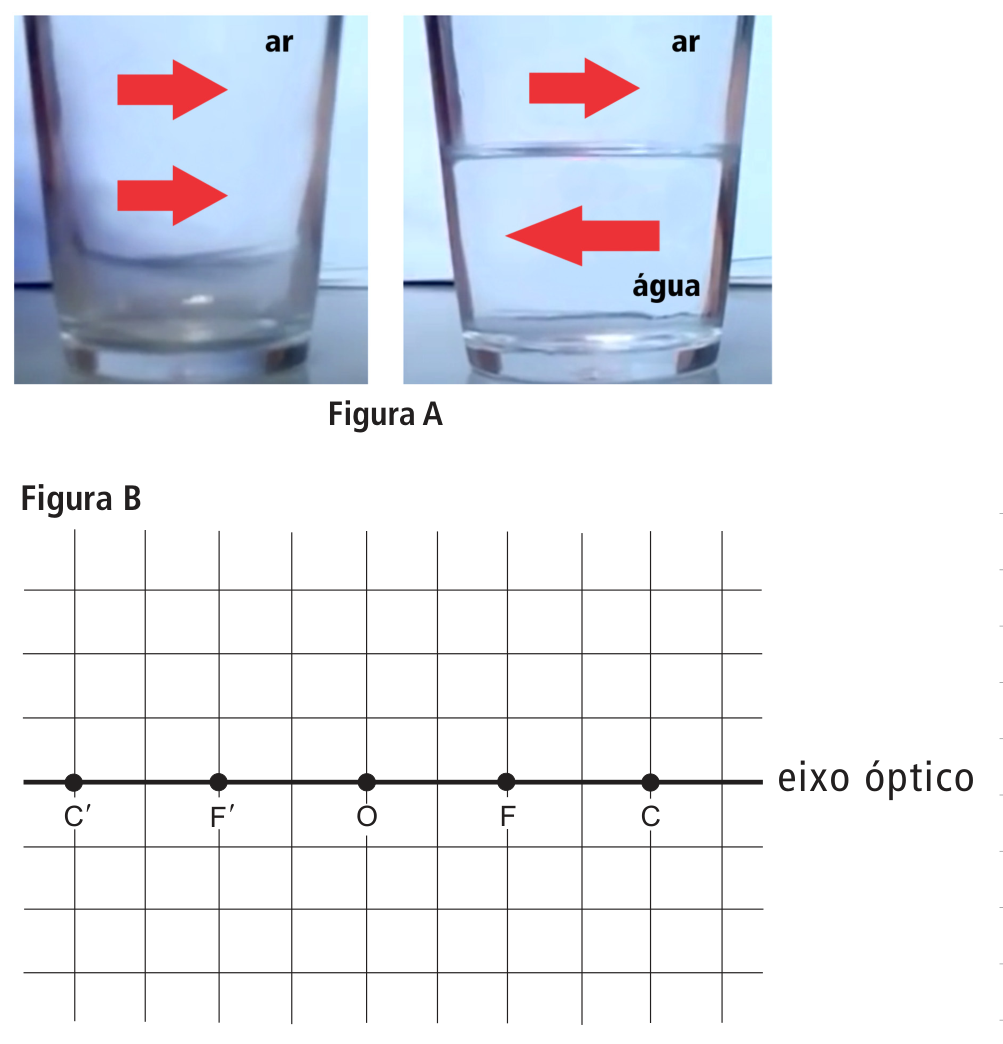 ar
ar
água
Figura A
Figura B
eixo óptico
C′ F′ O F C